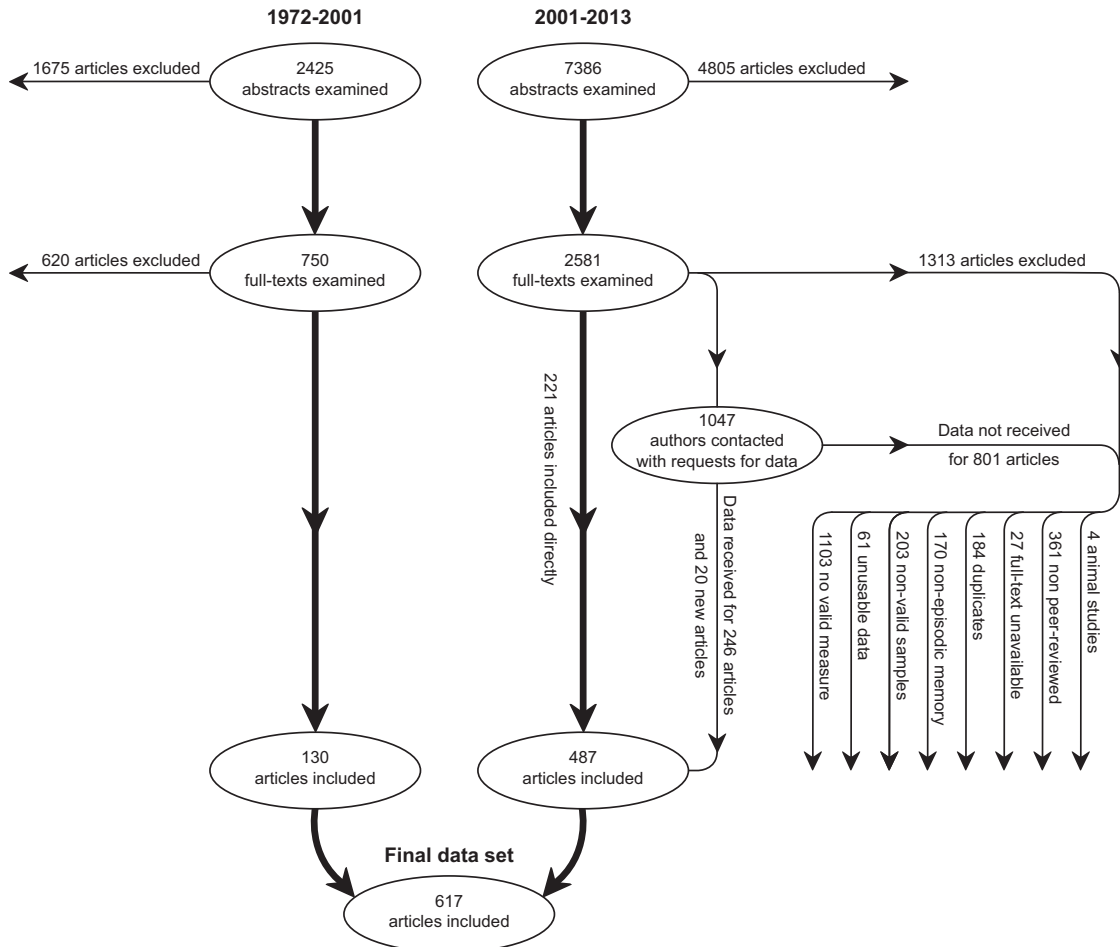 1972-2001
2001-2013
1675 articles excluded
2425
abstracts examined
7386
abstracts examined
4805 articles excluded
620 articles excluded
750
full-texts examined
2581
full-texts examined
1313 articles excluded
221 articles included directly
1047
authors contacted
with requests for data
Data not received
for 801 articles
Data received for 246 articles
and 20 new articles
1103 no valid measure
61 unusable data
203 non-valid samples
170 non-episodic memory
184 duplicates
27 full-text unavailable
361 non peer-reviewed
4 animal studies
130
articles included
487
articles included
Final data set
617
articles included